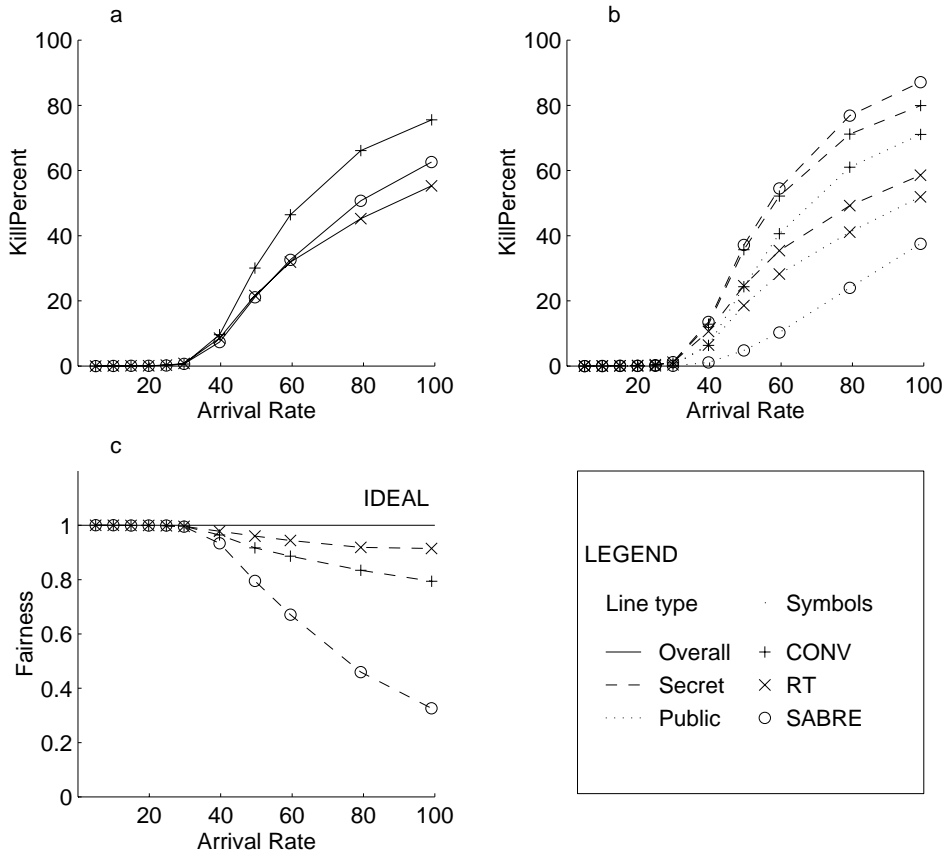 a
100
80
60
40
20
0
KillPercent
20 40 60 80 100
Arrival Rate
b
100
80
60
40
20
0
KillPercent
20 40 60 80 100
Arrival Rate
c
IDEAL
1
0.8
0.6
0.4
0.2
0
Fairness
20 40 60 80 100
Arrival Rate
LEGEND
Line type Symbols
Overall CONV
Secret RT
Public SABRE